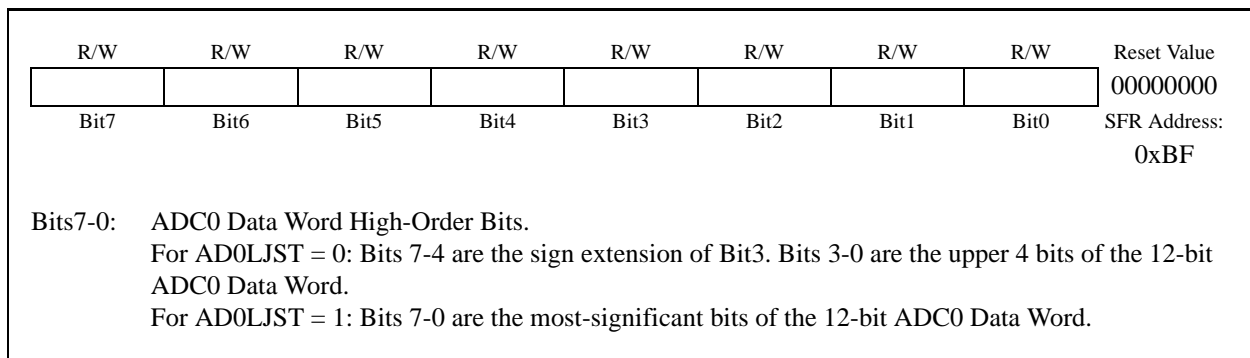 R/W R/W R/W R/W R/W R/W R/W R/W Reset Value
00000000
Bit7 Bit6 Bit5 Bit4 Bit3 Bit2 Bit1 Bit0 SFR Address:
0xBF
Bits7-0: ADC0 Data Word High-Order Bits.
For AD0LJST = 0: Bits 7-4 are the sign extension of Bit3. Bits 3-0 are the upper 4 bits of the 12-bit
ADC0 Data Word.
For AD0LJST = 1: Bits 7-0 are the most-significant bits of the 12-bit ADC0 Data Word.